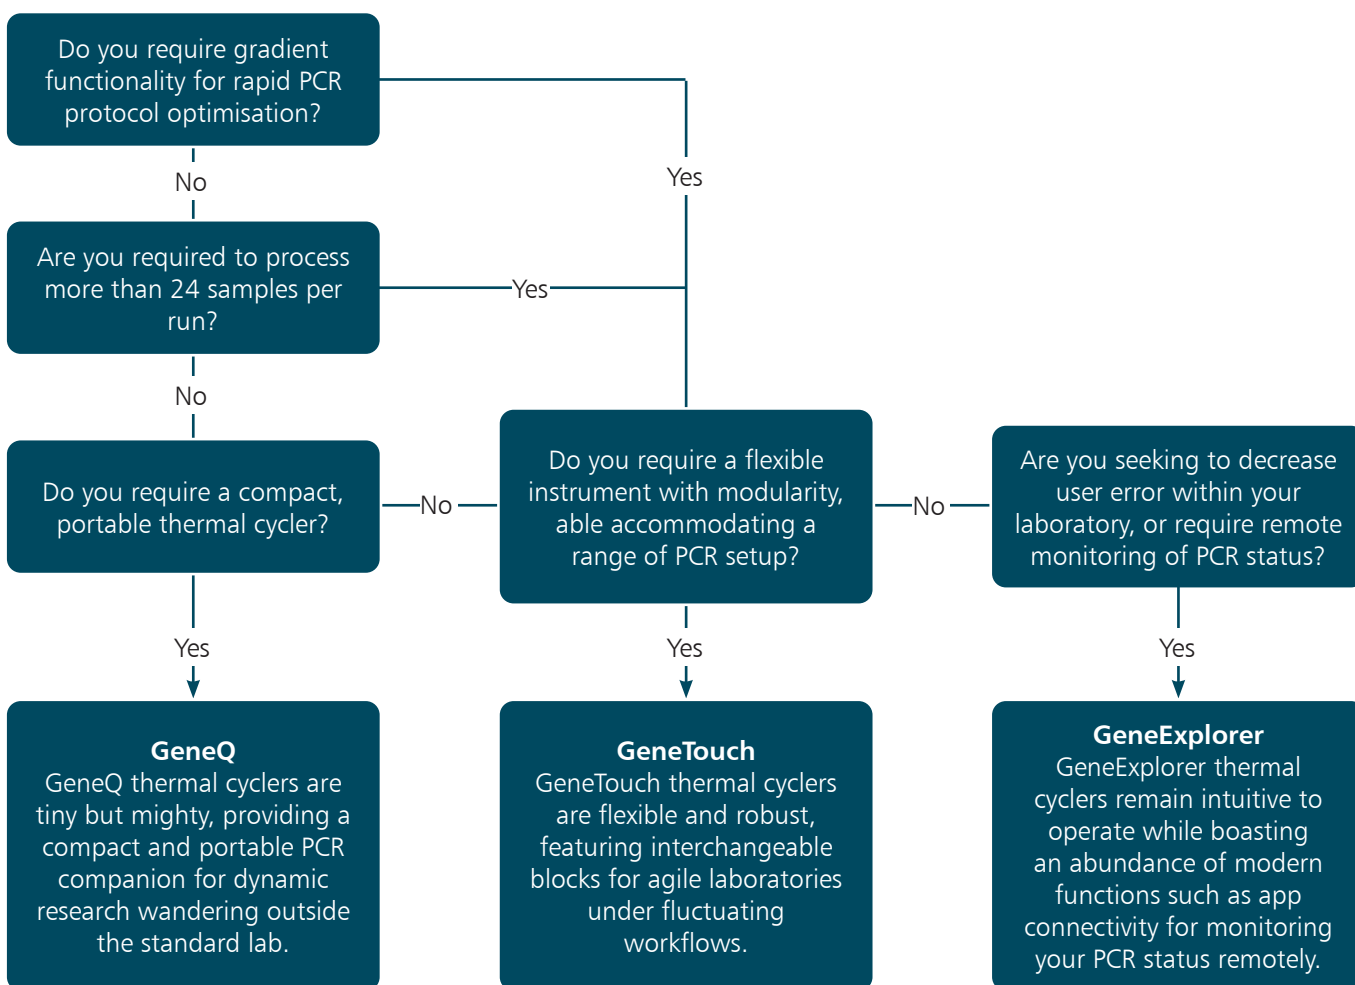 Do you require gradient
functionality for rapid PCR
protocol optimisation?
No
Yes
Are you required to process
more than 24 samples per
run?
Yes
No
Do you require a compact,
portable thermal cycler?
No
Do you require a flexible
instrument with modularity,
able accommodating a
range of PCR setup?
No
Are you seeking to decrease
user error within your
laboratory, or require remote
monitoring of PCR status?
Yes
Yes
Yes
GeneQ
GeneQ thermal cyclers are
tiny but mighty, providing a
compact and portable PCR
companion for dynamic
research wandering outside
the standard lab.
GeneTouch
GeneTouch thermal cyclers
are flexible and robust,
featuring interchangeable
blocks for agile laboratories
under fluctuating
workflows.
GeneExplorer
GeneExplorer thermal
cyclers remain intuitive to
operate while boasting
an abundance of modern
functions such as app
connectivity for monitoring
your PCR status remotely.